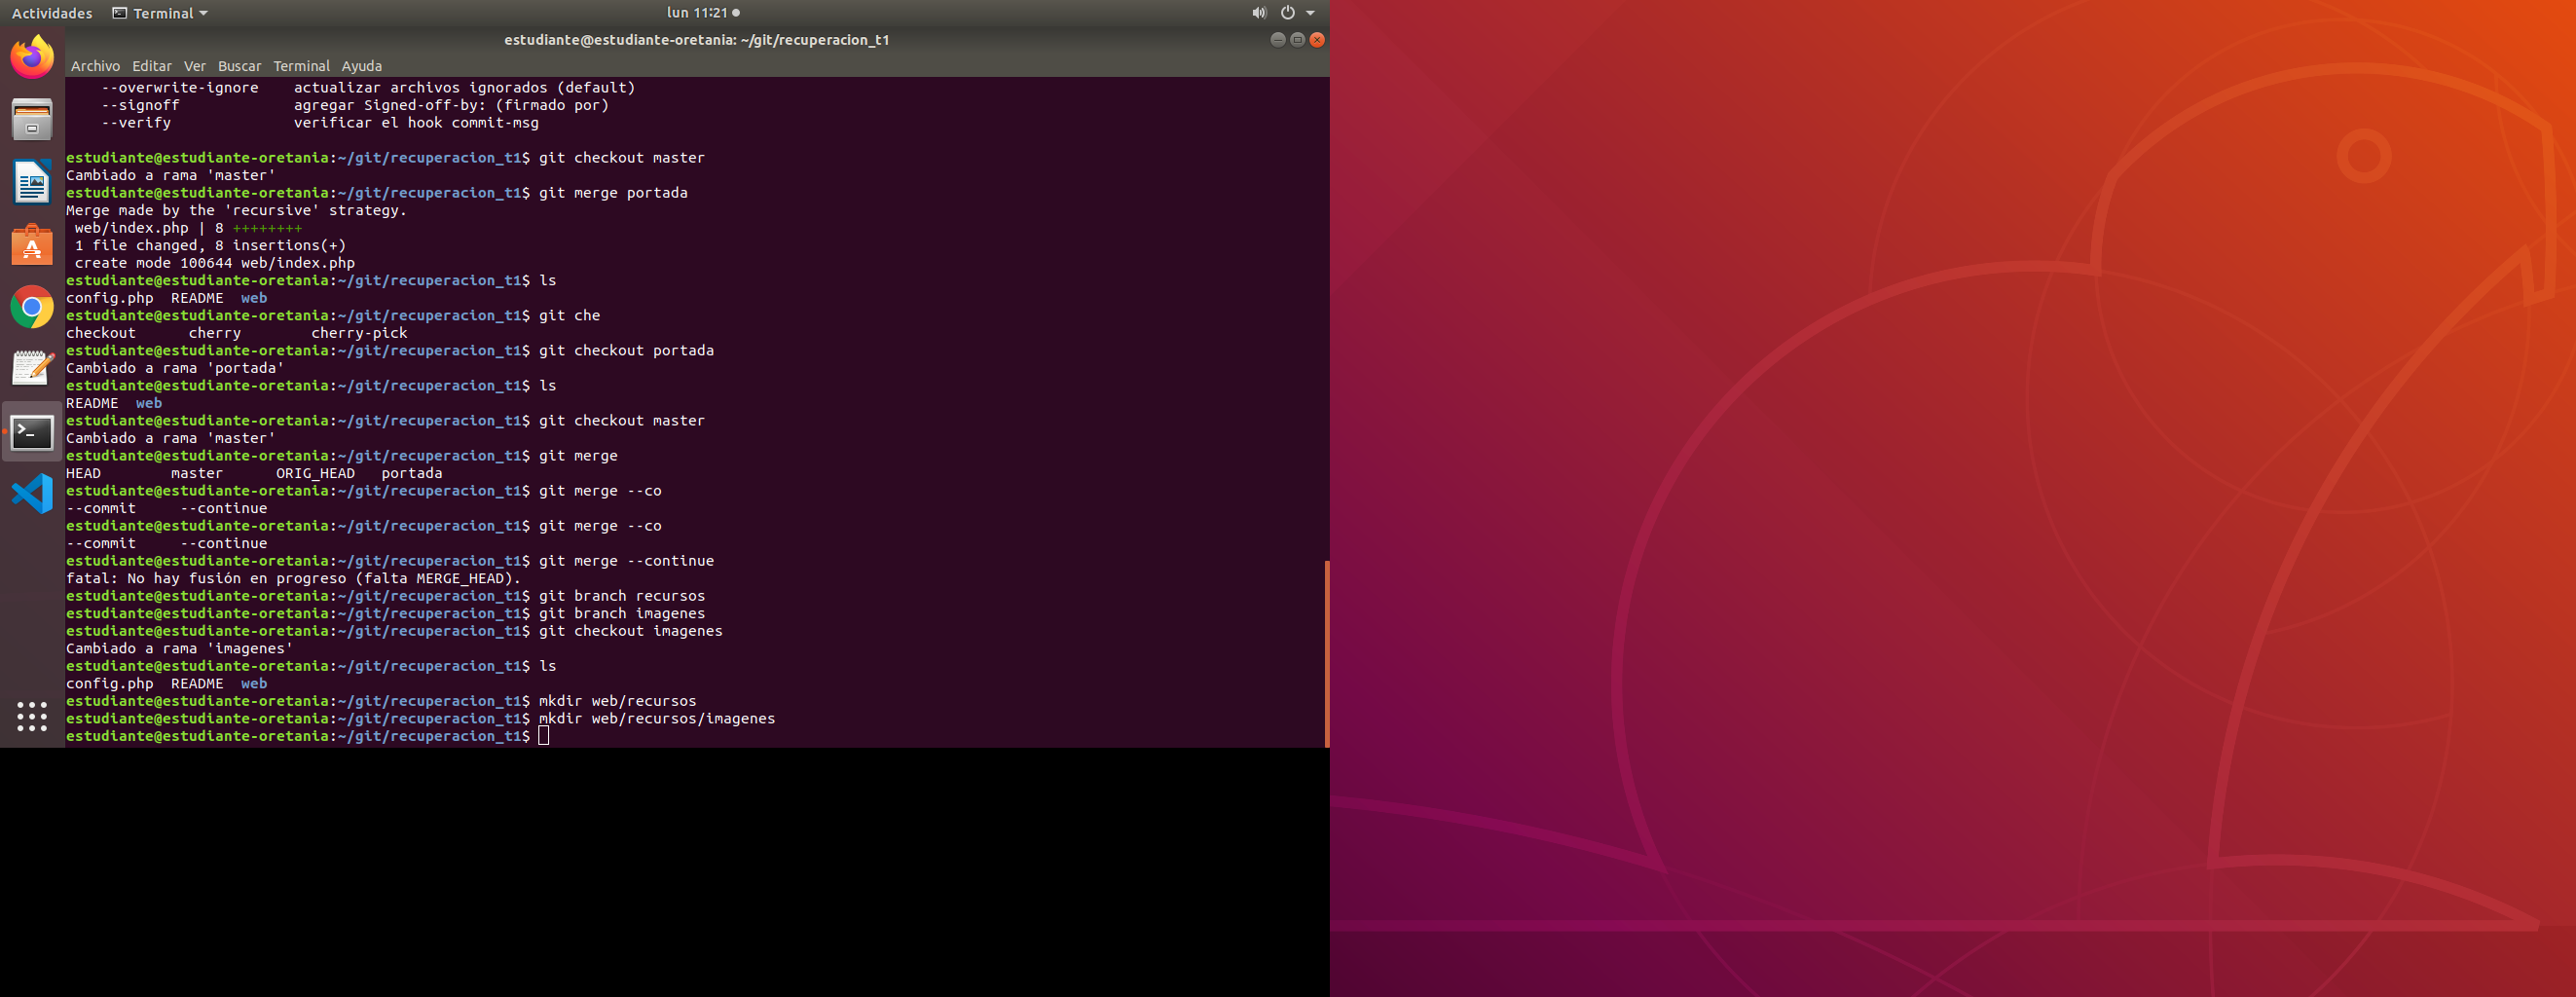 Actividades Terminal lun 11:21
estudiante@estudiante-oretania: ~/git/recuperacion_t1
Archivo Editar Ver Buscar Terminal Ayuda
--overwrite-ignore actualizar archivos ignorados (default)
--signoff agregar Signed-off-by: (firmado por)
--verify verificar el hook commit-msg
estudiante@estudiante-oretania:~/git/recuperacion_t1$ git checkout master
Cambiado a rama 'master'
estudiante@estudiante-oretania:~/git/recuperacion_t1$ git merge portada
Merge made by the 'recursive' strategy.
web/index.php | 8 ++++++++
1 file changed, 8 insertions(+)
create mode 100644 web/index.php
estudiante@estudiante-oretania:~/git/recuperacion_t1$ ls
config.php README web
estudiante@estudiante-oretania:~/git/recuperacion_t1$ git che
checkout cherry cherry-pick
estudiante@estudiante-oretania:~/git/recuperacion_t1$ git checkout portada
Cambiado a rama 'portada'
estudiante@estudiante-oretania:~/git/recuperacion_t1$ ls
README web
estudiante@estudiante-oretania:~/git/recuperacion_t1$ git checkout master
Cambiado a rama 'master'
estudiante@estudiante-oretania:~/git/recuperacion_t1$ git merge
HEAD master ORIG_HEAD portada
estudiante@estudiante-oretania:~/git/recuperacion_t1$ git merge --co
--commit --continue
estudiante@estudiante-oretania:~/git/recuperacion_t1$ git merge --co
--commit --continue
estudiante@estudiante-oretania:~/git/recuperacion_t1$ git merge --continue
fatal: No hay fusión en progreso (falta MERGE_HEAD).
estudiante@estudiante-oretania:~/git/recuperacion_t1$ git branch recursos
estudiante@estudiante-oretania:~/git/recuperacion_t1$ git branch imagenes
estudiante@estudiante-oretania:~/git/recuperacion_t1$ git checkout imagenes
Cambiado a rama 'imagenes'
estudiante@estudiante-oretania:~/git/recuperacion_t1$ ls
config.php README web
estudiante@estudiante-oretania:~/git/recuperacion_t1$ mkdir web/recursos
estudiante@estudiante-oretania:~/git/recuperacion_t1$ mkdir web/recursos/imagenes
estudiante@estudiante-oretania:~/git/recuperacion_t1$